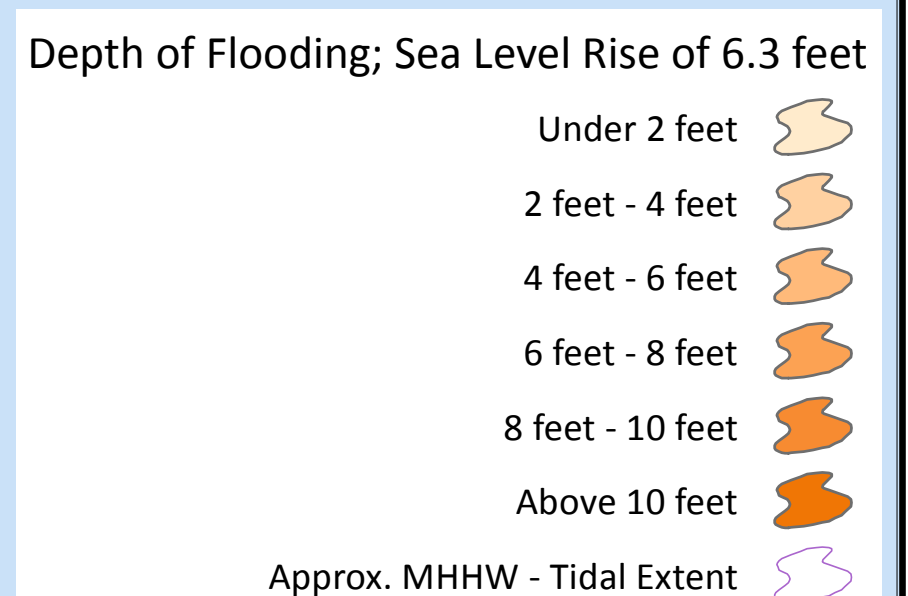 Depth of Flooding; Sea Level Rise of 6.3 feet
Under 2 feet
2 feet - 4 feet
4 feet - 6 feet
6 feet - 8 feet
8 feet - 10 feet
Above 10 feet
Approx. MHHW - Tidal Extent